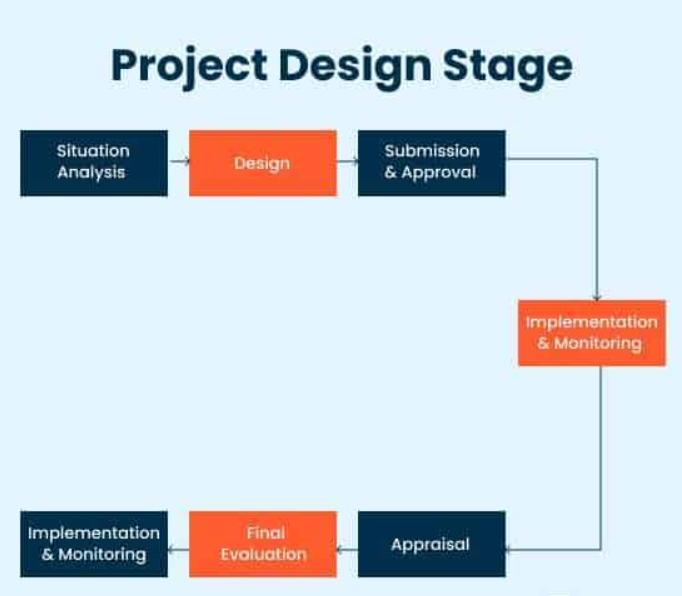 Project Design Stage
Situation
Analysis
Design
Submission
& Approval
Implementation
& Monitoring
Appraisal
Final
Evaluation
Implementation
& Monitoring